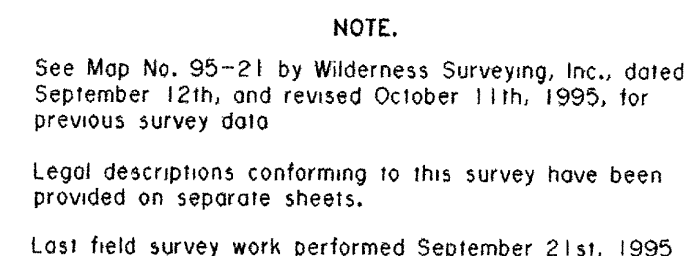 NOTE.
See Map No. 95-21 by Wilderness Surveying, Inc., dated
September 12th, and revised October 11th, 1995, for
previous survey data
Legal descriptions conforming to this survey have been
provided on separate sheets.
Last field survey work performed September 21st, 1995